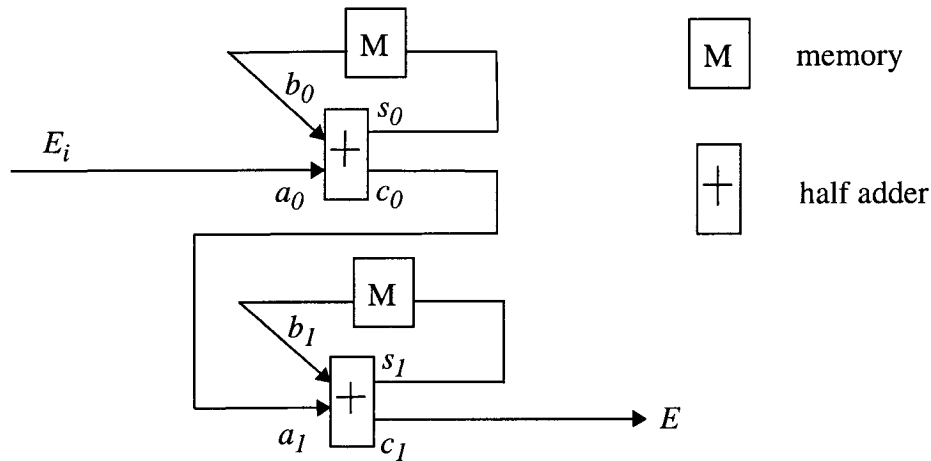 M
M
memory
b0
s0
Ei
+
+
a0
c0
half adder
M
b1
s1
+
E
a1
c1